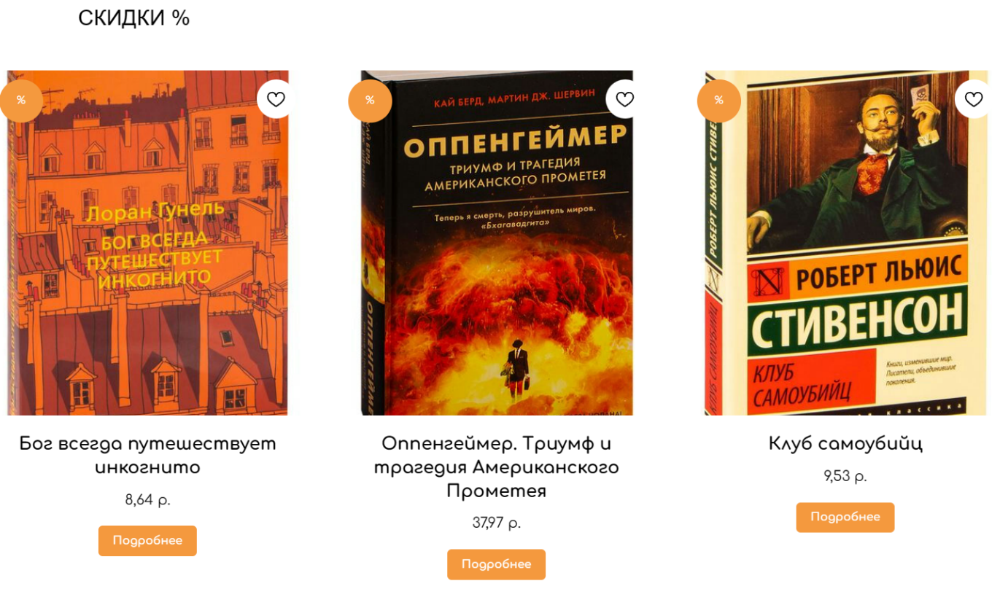 СКИДКИ %
%
Лоран Гунель
БОГ ВСЕГДА
ПУТЕШЕСТВУЕТ
ИНКОГНИТО
Бог всегда путешествует
инкогнито
8,64 р.
Подробнее
%
КАЙ БЕРД, МАРТИН ДЖ. ШЕРВИН
ОППЕНГЕЙМЕР
ТРИУМФ И ТРАГЕДИЯ
АМЕРИКАНСКОГО ПРОМЕТЕЯ
Теперь я смерть, разрушитель миров.
«Бхагавадгита»
ОППЕНГЕЙМЕ
Оппенгеймер. Триумф и
трагедия Американского
Прометея
37,97 р.
Подробнее
%
РОБЕРТ ЛЬЮИС СТИВЕ
КЛУБ САМОУБИЙЦ
N
РОБЕРТ ЛЬЮИС
СТИВЕНСОН
КЛУБ
САМОУБИЙЦ
Книги, изменившие мир.
Писатели, объединившие
поколения.
классика
Клуб самоубийц
9,53 р.
Подробнее